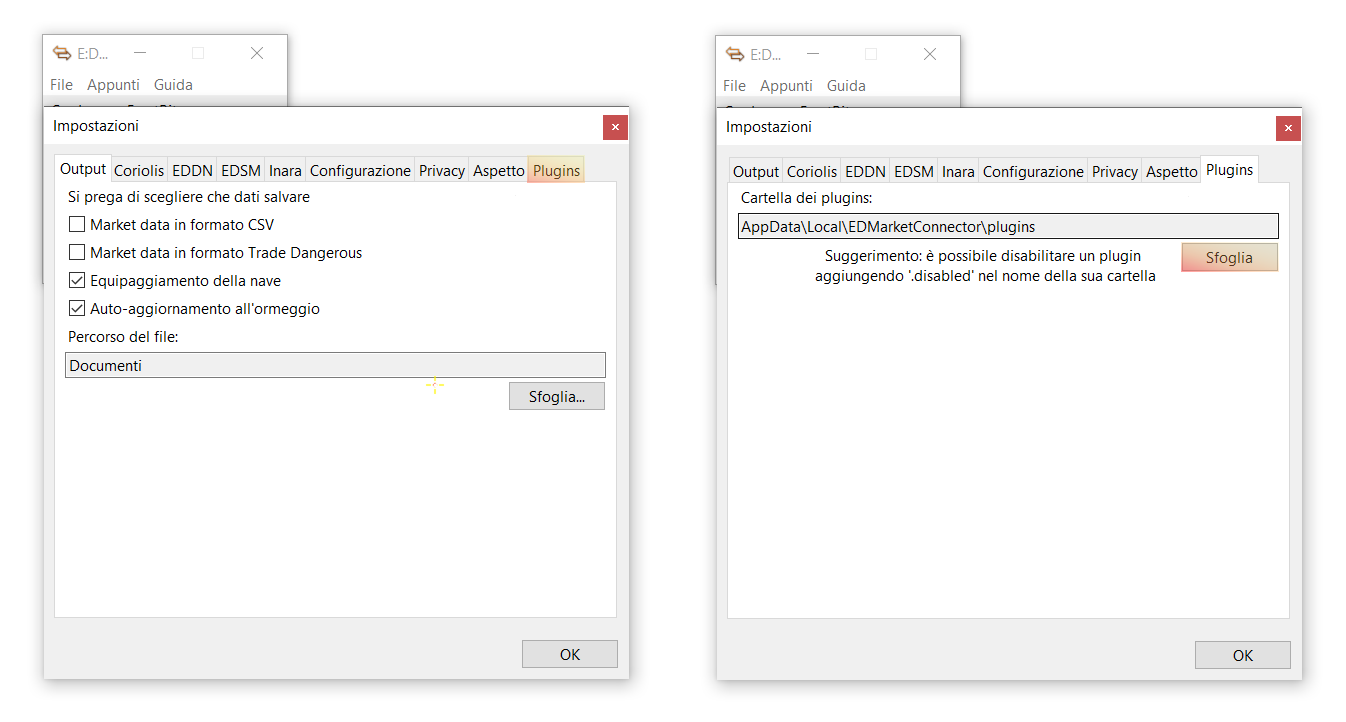 E:D...
File Appunti Guida
Impostazioni
Output Coriolis EDDN EDSM Inara Configurazione Privacy Aspetto Plugins
Si prega di scegliere che dati salvare
Market data in formato CSV
Market data in formato Trade Dangerous
Equipaggiamento della nave
Auto-aggiornamento all'ormeggio
Percorso del file:
Documenti
Sfoglia...
OK
E:D...
File Appunti Guida
Impostazioni
Output Coriolis EDDN EDSM Inara Configurazione Privacy Aspetto Plugins
Cartella dei plugins:
AppData\Local\EDMarketConnector\plugins
Suggerimento: è possibile disabilitare un plugin
aggiungendo '.disabled' nel nome della sua cartella
Sfoglia
OK